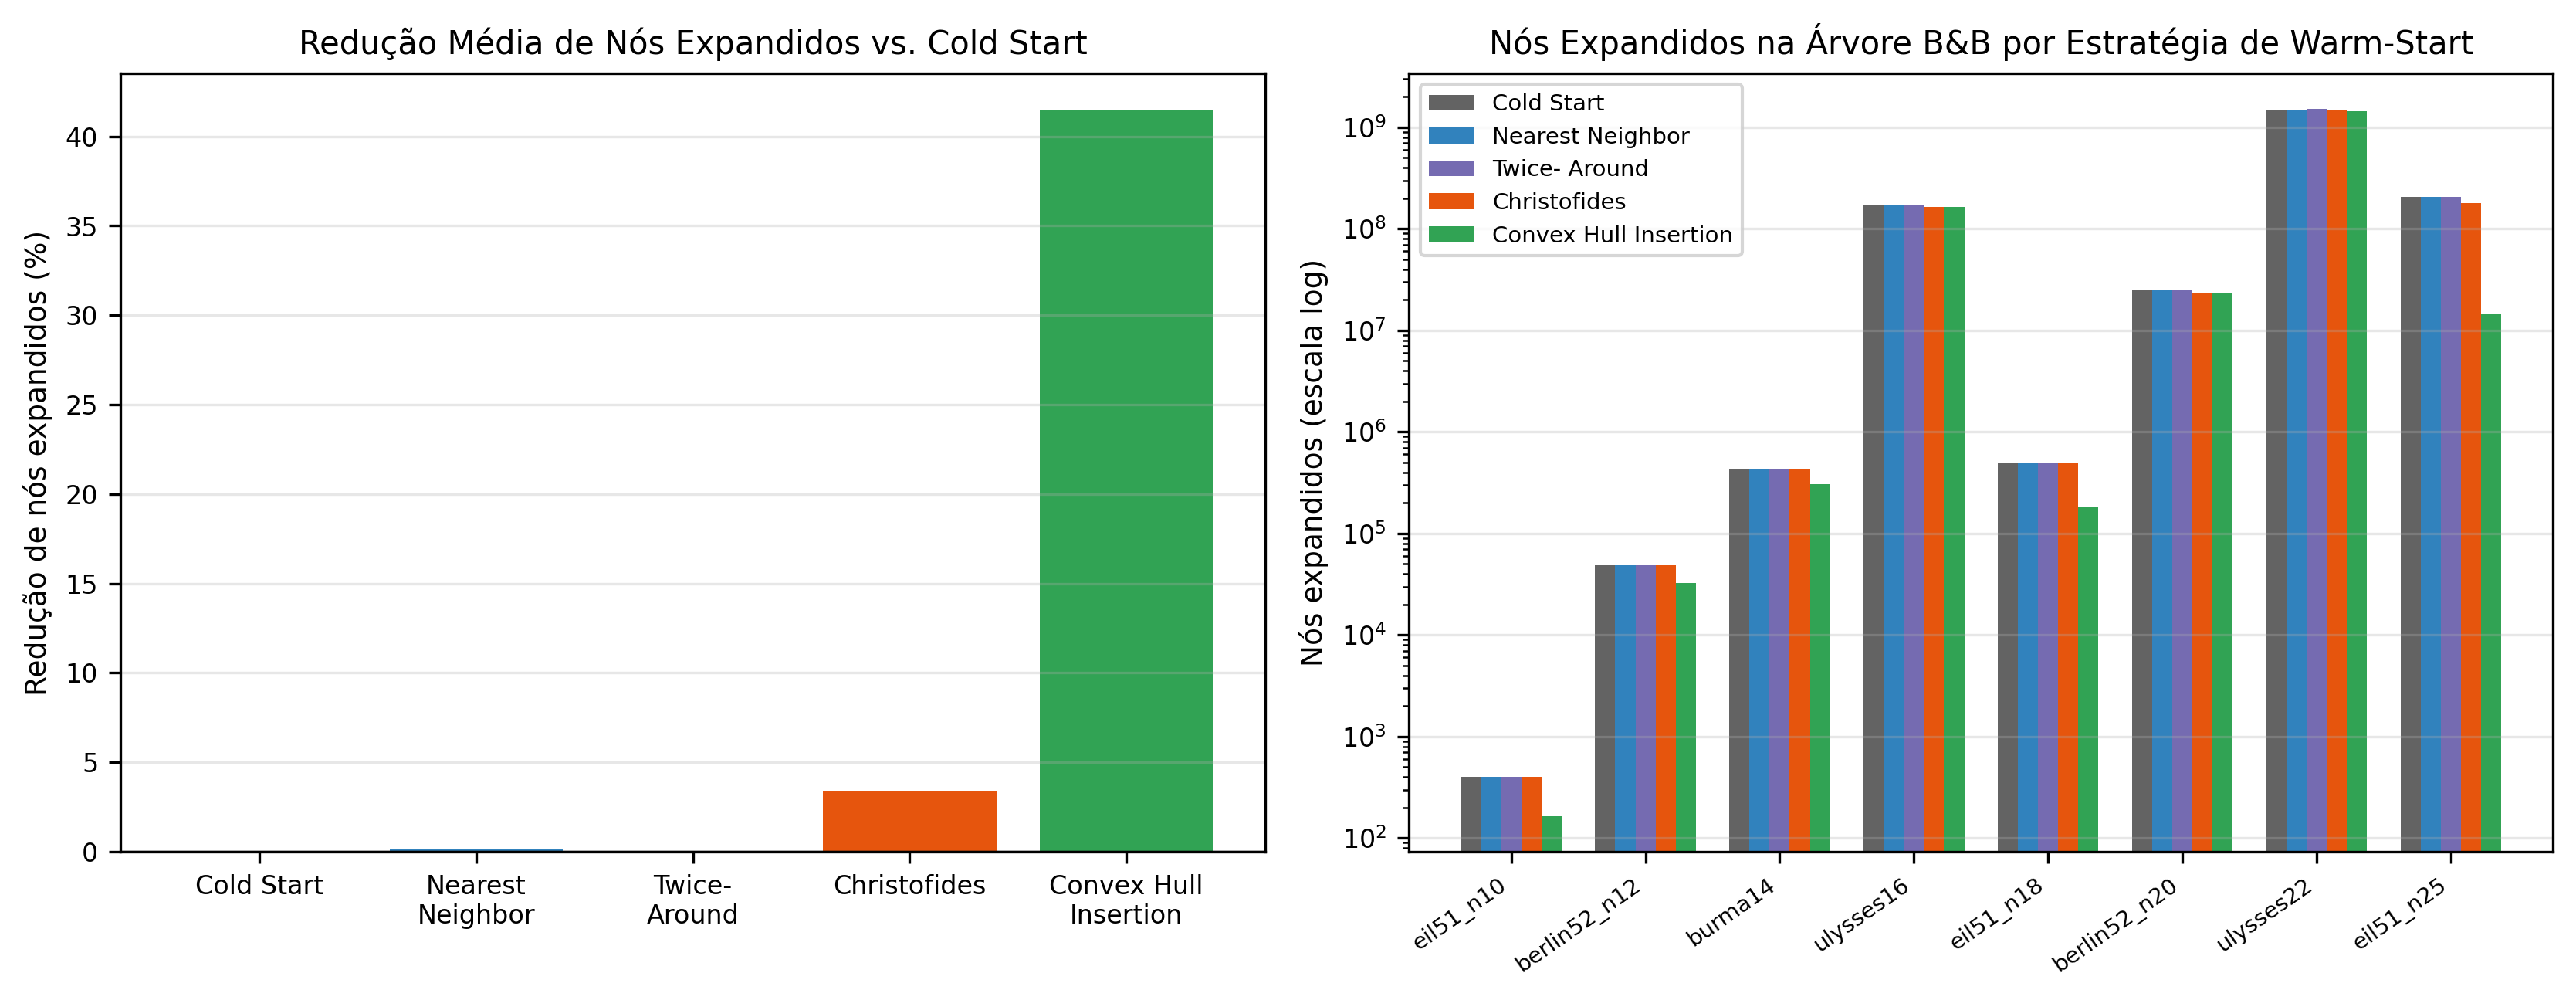 Redução Média de Nós Expandidos vs. Cold Start
Redução de nós expandidos (%)
40
35
30
25
20
15
10
5
0
Cold Start
Nearest
Neighbor
Twice-
Around
Christofides
Convex Hull
Insertion
Nós Expandidos na Árvore B&B por Estratégia de Warm-Start
Nós expandidos (escala log)
10⁹
10⁸
10⁷
10⁶
10⁵
10⁴
10³
10²
Cold Start
Nearest Neighbor
Twice- Around
Christofides
Convex Hull Insertion
eil51_n10
berlin52_n12
burma14
ulysses16
eil51_n18
berlin52_n20
ulysses22
eil51_n25